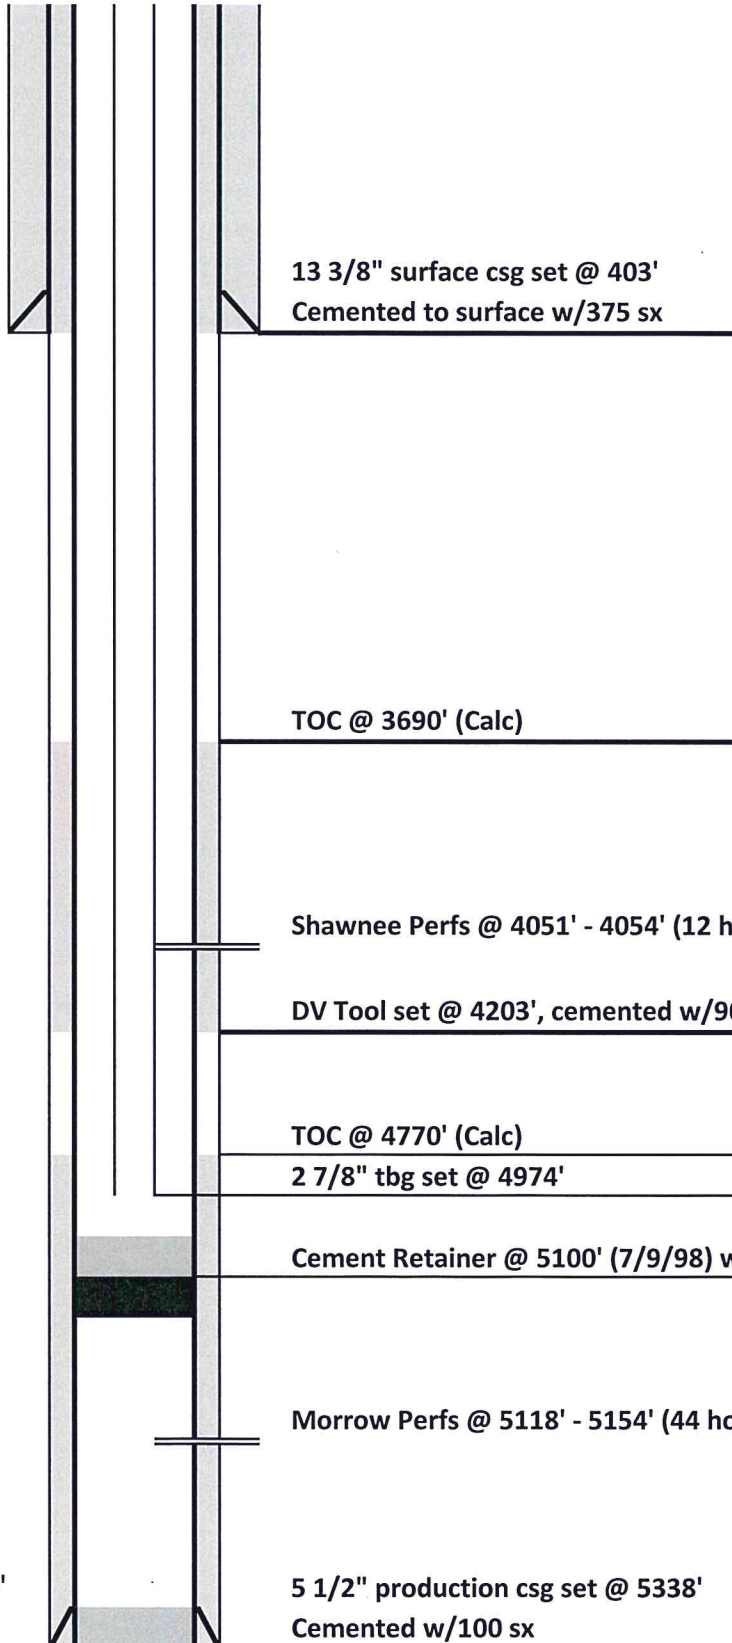 13 3/8" surface csg set @ 403'
Cemented to surface w/375 sx
TOC @ 3690' (Calc)
Shawnee Perfs @ 4051' - 4054' (12
DV Tool set @ 4203', cemented
TOC @ 4770' (Calc)
2 7/8" tbg set @ 4974'
Cement Retainer @ 5100' (7/9/98)
Morrow Perfs @ 5118' - 5154' (44
'
5 1/2" production csg set @ 5338'
Cemented w/100 sx